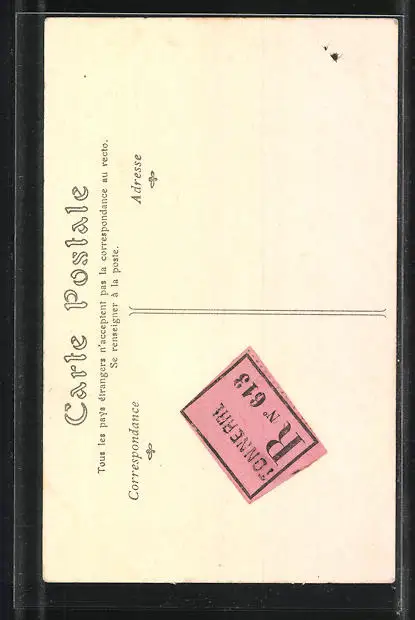 Carte Postale
Tous les pays étrangers n'acceptent pas la correspondance au recto.
Se renseigner à la poste.
Correspondance
Adresse
TONNERRE
R Nº 613